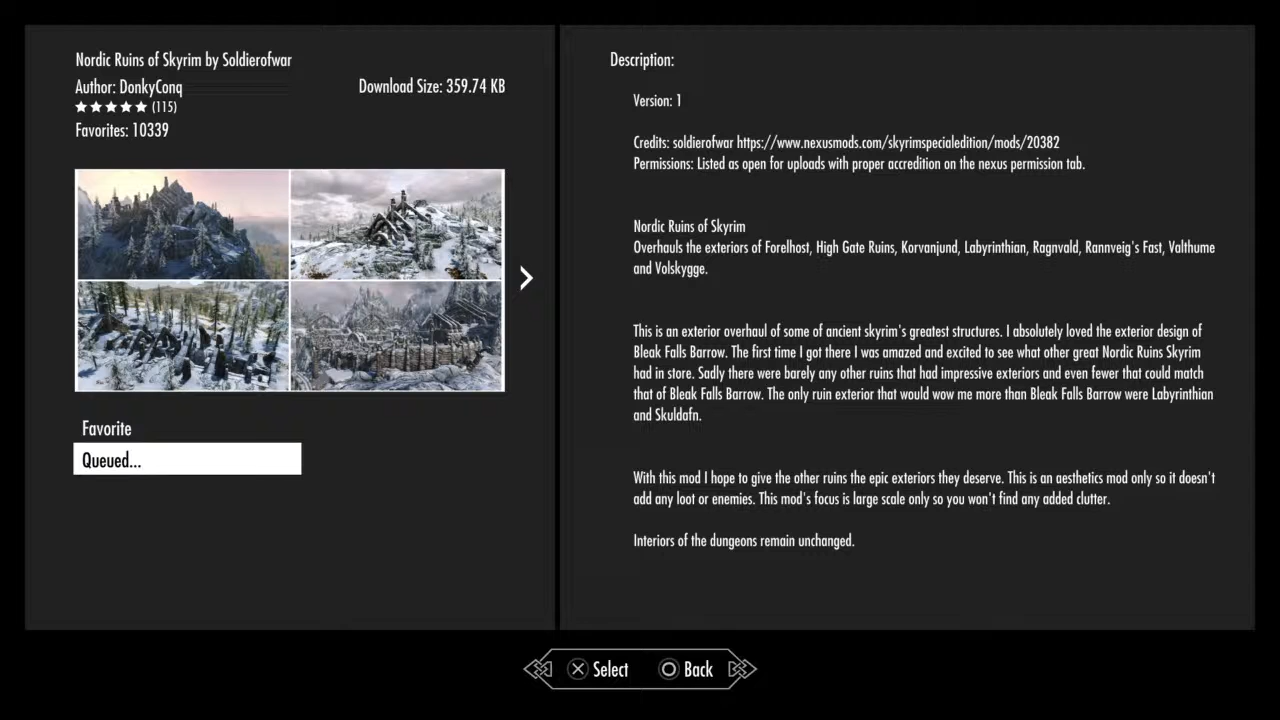 Nordic Ruins of Skyrim by Soldierofwar
Author: DonkyConq
Download Size: 359.74 KB
(115)
Favorites: 10339
Favorite
Queued...
Description:
Version: 1
Credits: soldierofwar https://www.nexusmods.com/skyrimspecialedition/mods/20382
Permissions: Listed as open for uploads with proper accredition on the nexus permission tab.
Nordic Ruins of Skyrim
Overhauls the exteriors of Forelhost, High Gate Ruins, Korvanjund, Labyrinthian, Ragnvald, Rannveig's Fast, Valthume
and Volskygge.
This is an exterior overhaul of some of ancient skyrim's greatest structures. I absolutely loved the exterior design of
Bleak Falls Barrow. The first time I got there I was amazed and excited to see what other great Nordic Ruins Skyrim
had in store. Sadly there were barely any other ruins that had impressive exteriors and even fewer that could match
that of Bleak Falls Barrow. The only ruin exterior that would wow me more than Bleak Falls Barrow were Labyrinthian
and Skuldafn.
With this mod I hope to give the other ruins the epic exteriors they deserve. This is an aesthetics mod only so it doesn't
add any loot or enemies. This mod's focus is large scale only so you won't find any added clutter.
Interiors of the dungeons remain unchanged.
Select
Back